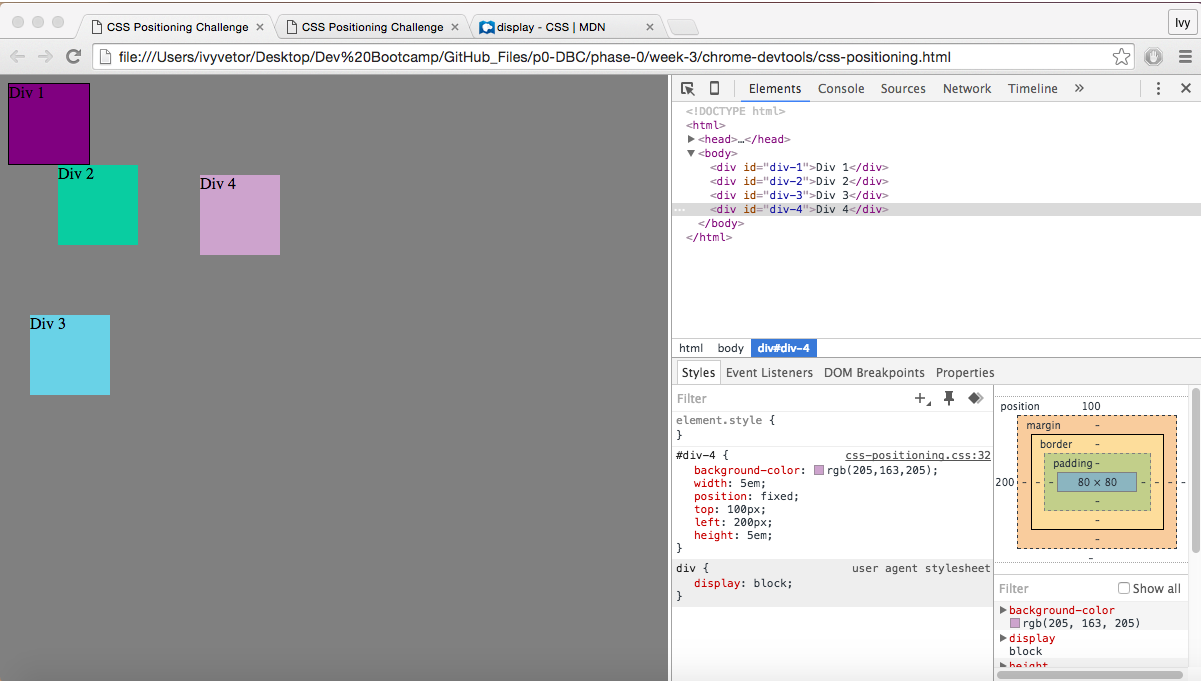 CSS Positioning Challenge × CSS Positioning Challenge × display - CSS | MDN × Ivy
file:///Users/ivyvetor/Desktop/Dev%20Bootcamp/GitHub_Files/p0-DBC/phase-0/week-3/chrome-devtools/css-positioning.html
Div 1
Div 2
Div 4
Div 3
Elements Console Sources Network Timeline »
<!DOCTYPE html>
<html>
<head>…</head>
<body>
<div id="div-1">Div 1</div>
<div id="div-2">Div 2</div>
<div id="div-3">Div 3</div>
<div id="div-4">Div 4</div>
</body>
</html>
html body div#div-4
Styles Event Listeners DOM Breakpoints Properties
Filter
element.style {
}
#div-4 { css-positioning.css:32
background-color: rgb(205,163,205);
width: 5em;
position: fixed;
top: 100px;
left: 200px;
height: 5em;
}
div { user agent stylesheet
display: block;
}
position 100
margin -
border -
padding -
200 - - - 80 × 80 - - - -
-
-
-
-
Filter Show all
background-color
rgb(205, 163, 205)
display
block
height